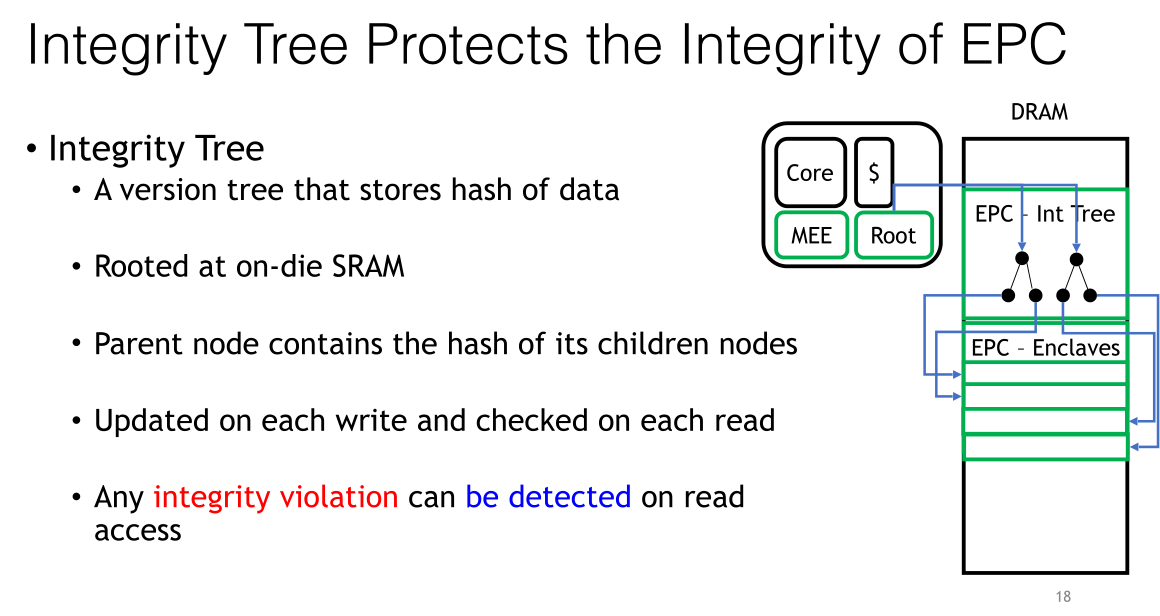 Integrity Tree Protects the Integrity of EPC
• Integrity Tree
• A version tree that stores hash of data
• Rooted at on-die SRAM
• Parent node contains the hash of its children nodes
• Updated on each write and checked on each read
• Any integrity violation can be detected on read
access
DRAM
Core
$
MEE
Root
EPC – Int Tree
EPC – Enclaves
18